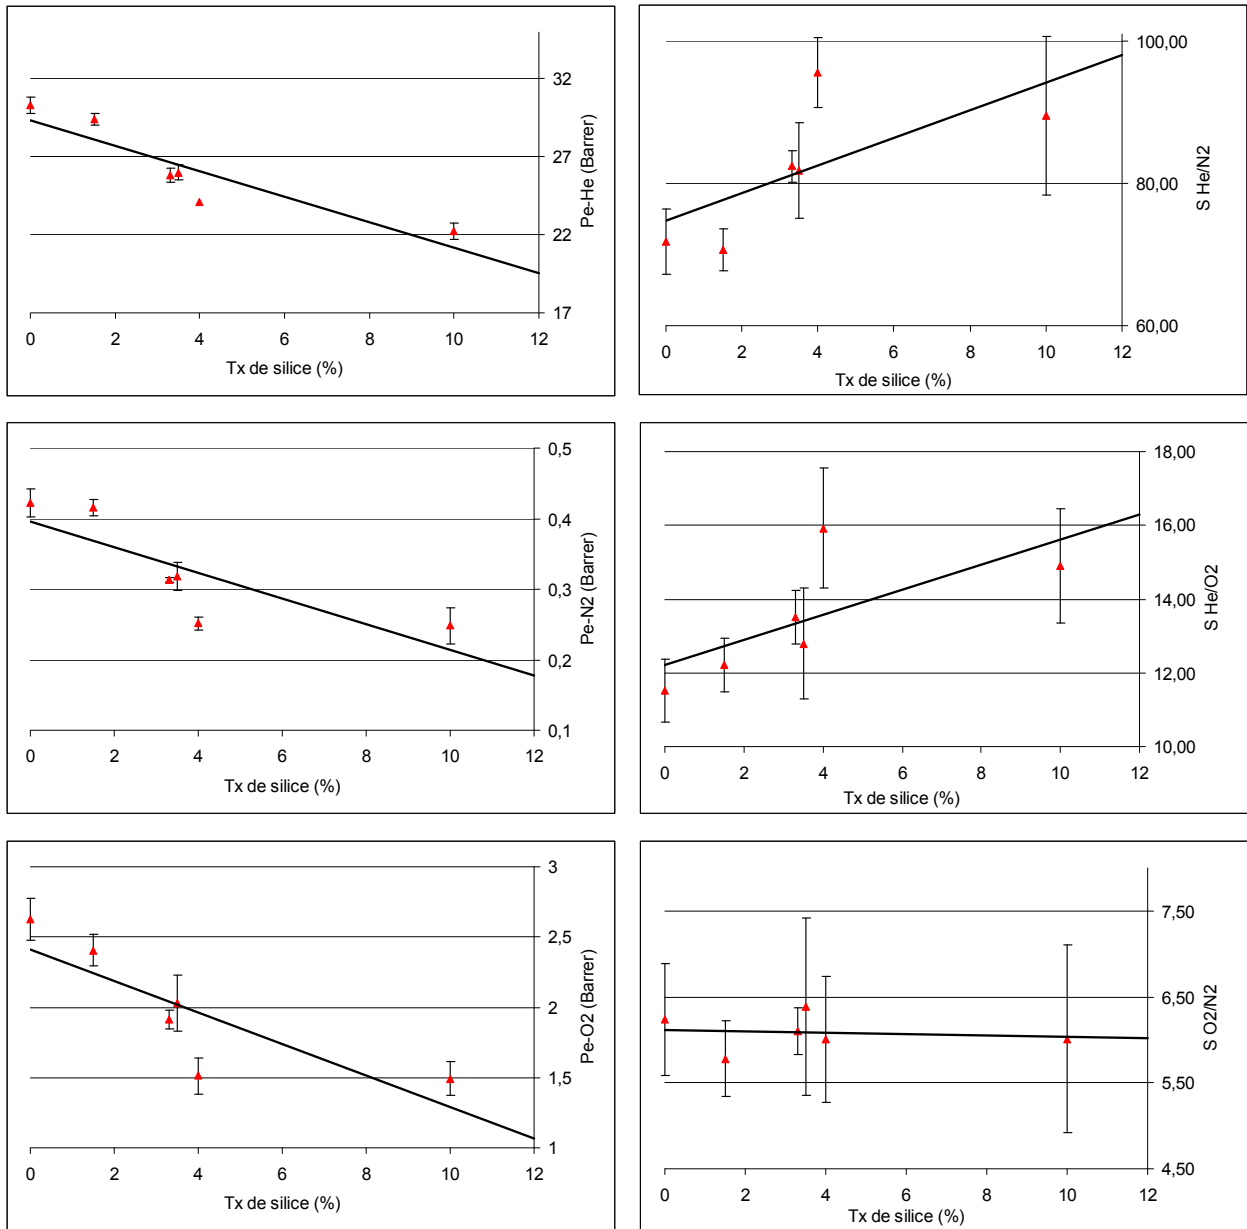 32
27
22
17
Pe-He (Barrer)
0 2 4 6 8 10 12
Tx de silice (%)
100,00
80,00
60,00
S He/N2
0 2 4 6 8 10 12
Tx de silice (%)
0,5
0,4
0,3
0,2
0,1
Pe-N2 (Barrer)
0 2 4 6 8 10 12
Tx de silice (%)
18,00
16,00
14,00
12,00
10,00
S He/O2
0 2 4 6 8 10 12
Tx de silice (%)
3
2,5
2
1,5
1
Pe-O2 (Barrer)
0 2 4 6 8 10 12
Tx de silice (%)
7,50
6,50
5,50
4,50
S O2/N2
0 2 4 6 8 10 12
Tx de silice (%)